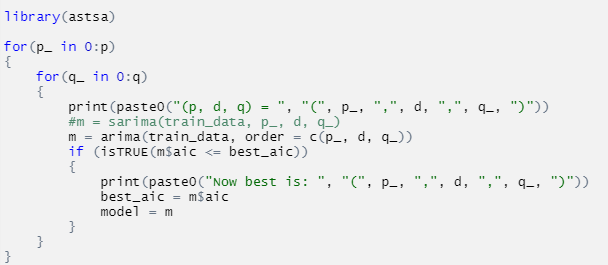 library(astsa)
for(p_ in 0:p)
{
for(q_ in 0:q)
{
print(paste0("(p, d, q) = ", "(", p_, ",", d, ",", q_, ")"))
#m = sarima(train_data, p_, d, q_)
m = arima(train_data, order = c(p_, d, q_))
if (isTRUE(m$aic <= best_aic))
{
print(paste0("Now best is: ", "(", p_, ",", d, ",", q_, ")"))
best_aic = m$aic
model = m
}
}
}